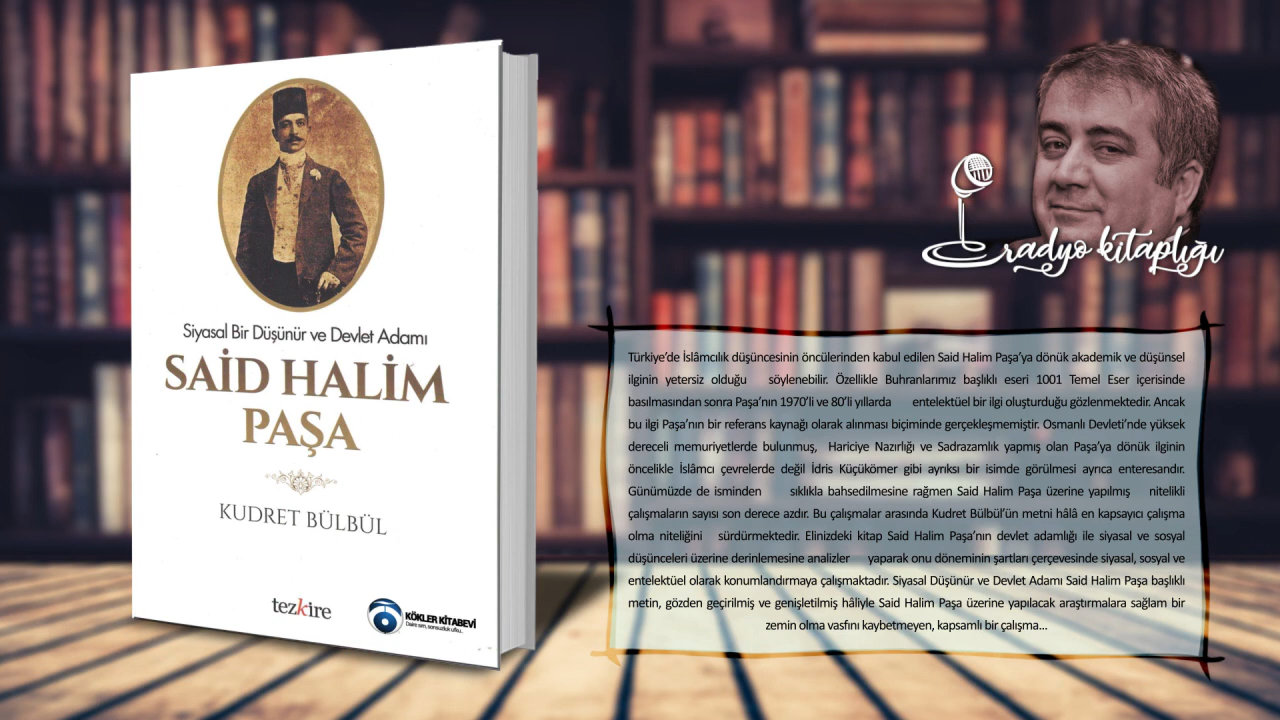 Siyasal Bir Düşünür ve Devlet Adamı
SAİD HALİM
PAŞA
KUDRET BÜLBÜL
tezkire
KÖKLER KİTABEVİ
Daire sırrı, sonsuzluk ufku...
radyo kitaplığı
Türkiye’de İslâmcılık düşüncesinin öncülerinden kabul edilen Said Halim Paşa’ya dönük akademik ve düşünsel
ilginin yetersiz olduğu söylenebilir. Özellikle Buhranlarımız başlıklı eseri 1001 Temel Eser içerisinde
basılmasından sonra Paşa’nın 1970’li ve 80’li yıllarda entelektüel bir ilgi oluşturduğu gözlenmektedir. Ancak
bu ilgi Paşa’nın bir referans kaynağı olarak alınması biçiminde gerçekleşmemiştir. Osmanlı Devleti’nde yüksek
dereceli memuriyetlerde bulunmuş, Hariciye Nazırlığı ve Sadrazamlık yapmış olan Paşa’ya dönük ilginin
öncelikle İslâmcı çevrelerde değil İdris Küçükömer gibi ayrıksı bir isimde görülmesi ayrıca enteresandır.
Günümüzde de isminden sıklıkla bahsedilmesine rağmen Said Halim Paşa üzerine yapılmış nitelikli
çalışmaların sayısı son derece azdır. Bu çalışmalar arasında Kudret Bülbül’ün metni hâlâ en kapsayıcı çalışma
olma niteliğini sürdürmektedir. Elinizdeki kitap Said Halim Paşa’nın devlet adamlığı ile siyasal ve sosyal
düşünceleri üzerine derinlemesine analizler yaparak onu döneminin şartları çerçevesinde siyasal, sosyal ve
entelektüel olarak konumlandırmaya çalışmaktadır. Siyasal Düşünür ve Devlet Adamı Said Halim Paşa başlıklı
metin, gözden geçirilmiş ve genişletilmiş hâliyle Said Halim Paşa üzerine yapılacak araştırmalara sağlam bir
zemin olma vasfını kaybetmeyen, kapsamlı bir çalışma...